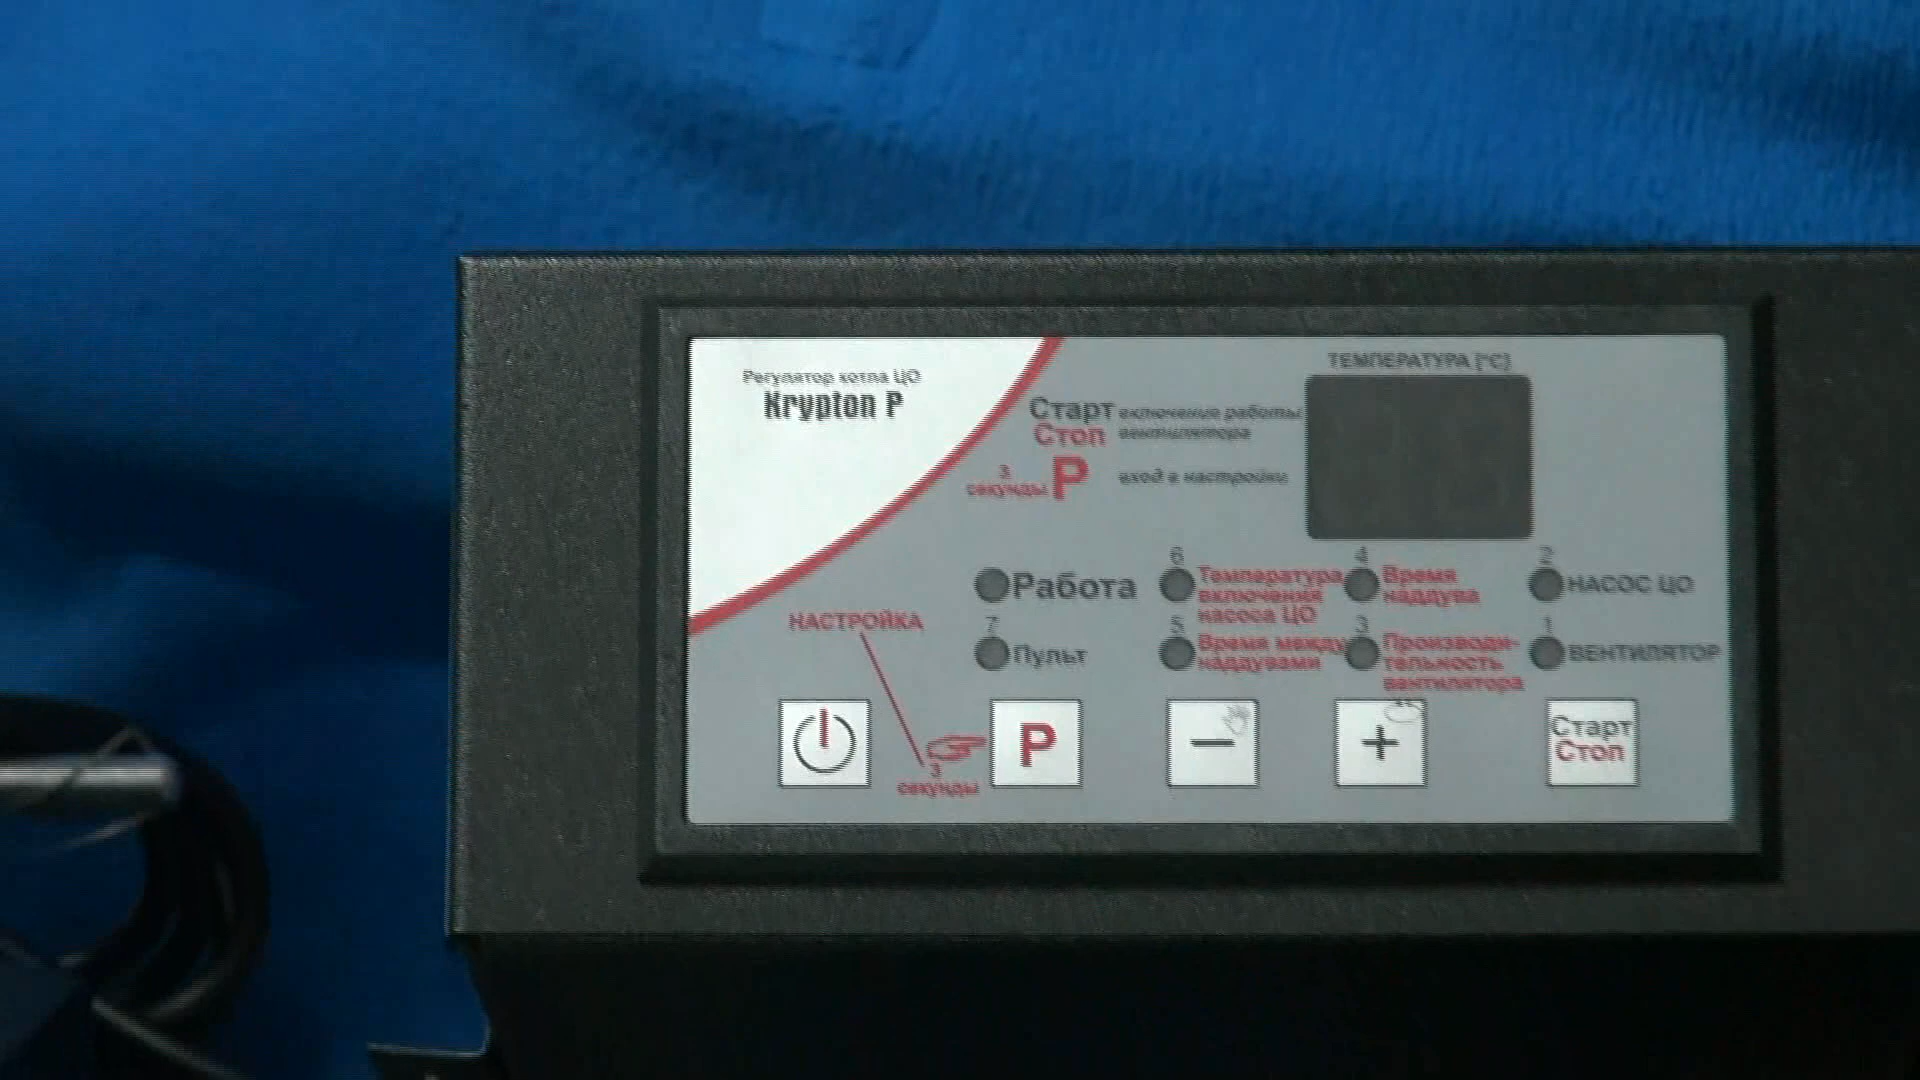 ТЕМПЕРАТУРА [°C]
Регулятор котла ЦО
Krypton P
Старт включение работы
Стоп вентилятора
3
секунды P вход в настройки
6
4
2
Работа
Температура
включения
насоса ЦО
Время
наддува
НАСОС ЦО
НАСТРОЙКА
7
5
3
1
Пульт
Время между
наддувами
Производи-
тельность
вентилятора
ВЕНТИЛЯТОР
P
−
+
Старт
Стоп
3
секунды